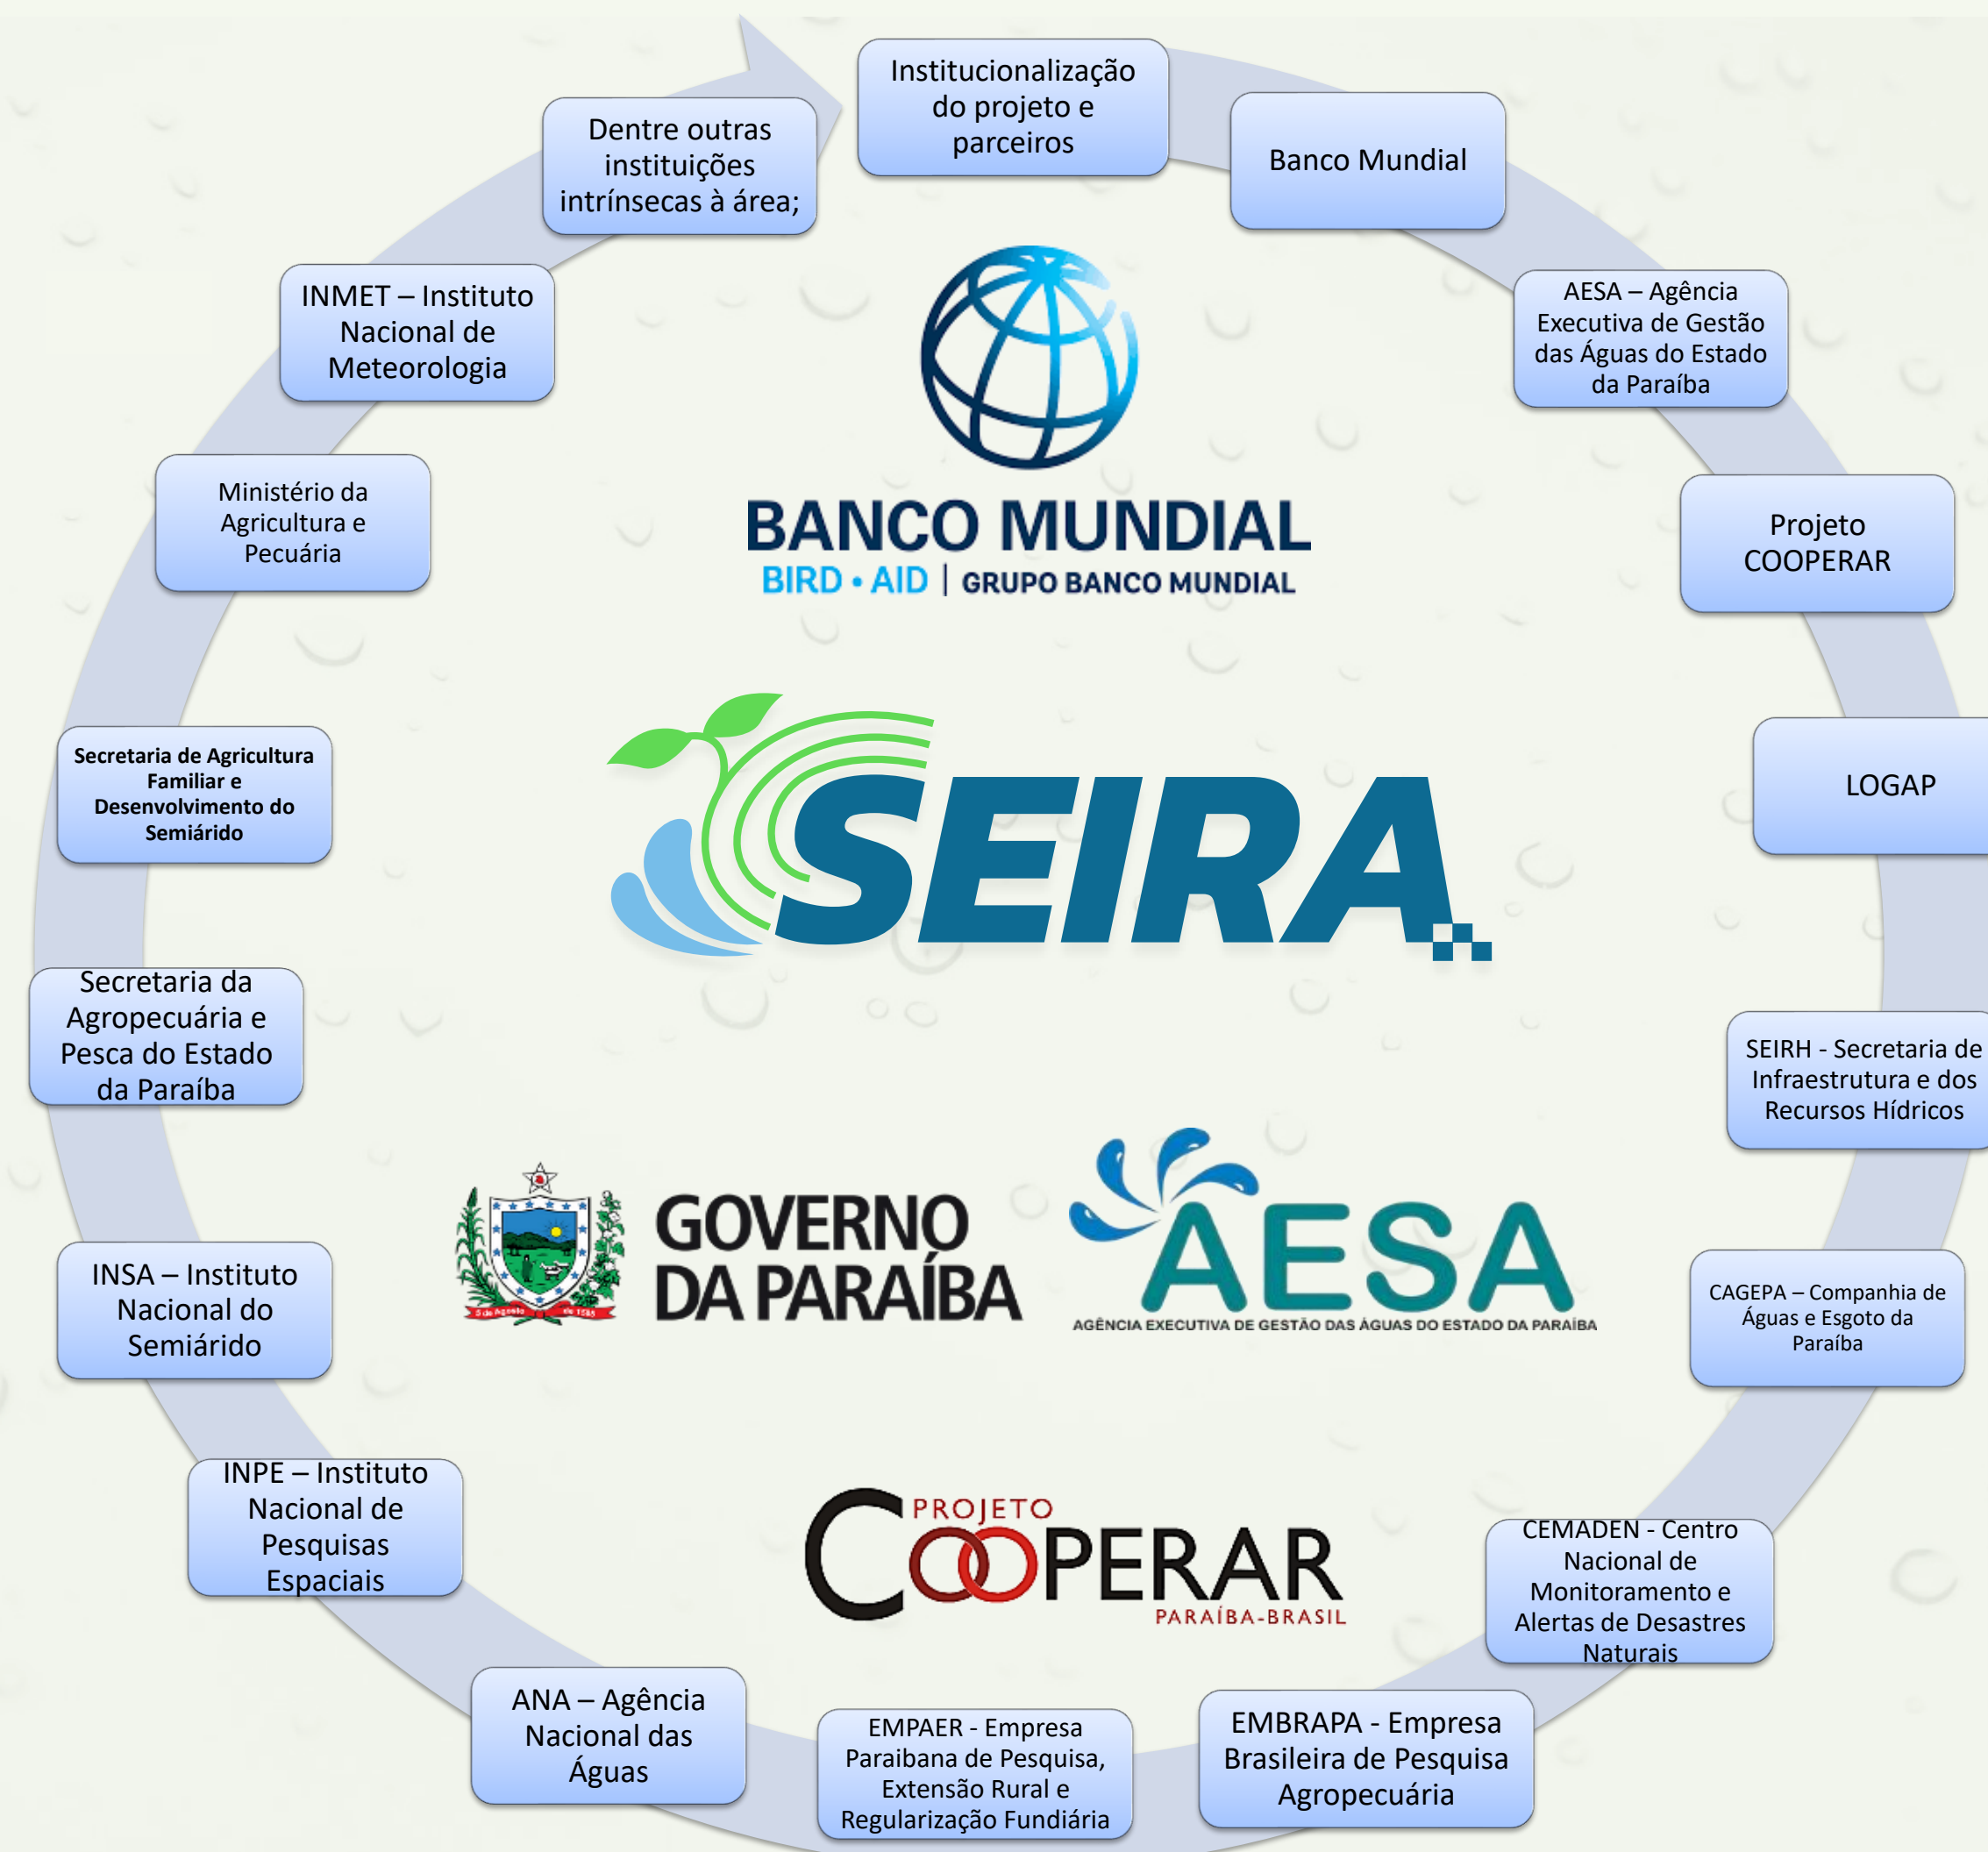 Institucionalização
do projeto e
parceiros
Banco Mundial
AESA – Agência
Executiva de Gestão
das Águas do Estado
da Paraíba
Projeto
COOPERAR
LOGAP
SEIRH - Secretaria de
Infraestrutura e dos
Recursos Hídricos
CAGEPA – Companhia de
Águas e Esgoto da
Paraíba
CEMADEN - Centro
Nacional de
Monitoramento e
Alertas de Desastres
Naturais
EMBRAPA - Empresa
Brasileira de Pesquisa
Agropecuária
EMPAER - Empresa
Paraibana de Pesquisa,
Extensão Rural e
Regularização Fundiária
ANA – Agência
Nacional das
Águas
INPE – Instituto
Nacional de
Pesquisas
Espaciais
INSA – Instituto
Nacional do
Semiárido
Secretaria da
Agropecuária e
Pesca do Estado
da Paraíba
Secretaria de Agricultura
Familiar e
Desenvolvimento do
Semiárido
Ministério da
Agricultura e
Pecuária
INMET – Instituto
Nacional de
Meteorologia
Dentre outras
instituições
intrínsecas à área;
BANCO MUNDIAL
BIRD • AID | GRUPO BANCO MUNDIAL
SEIRA
5 de Agosto de 1585
GOVERNO
DA PARAÍBA
AESA
AGÊNCIA EXECUTIVA DE GESTÃO DAS ÁGUAS DO ESTADO DA PARAÍBA
PROJETO
COOPERAR
PARAÍBA-BRASIL